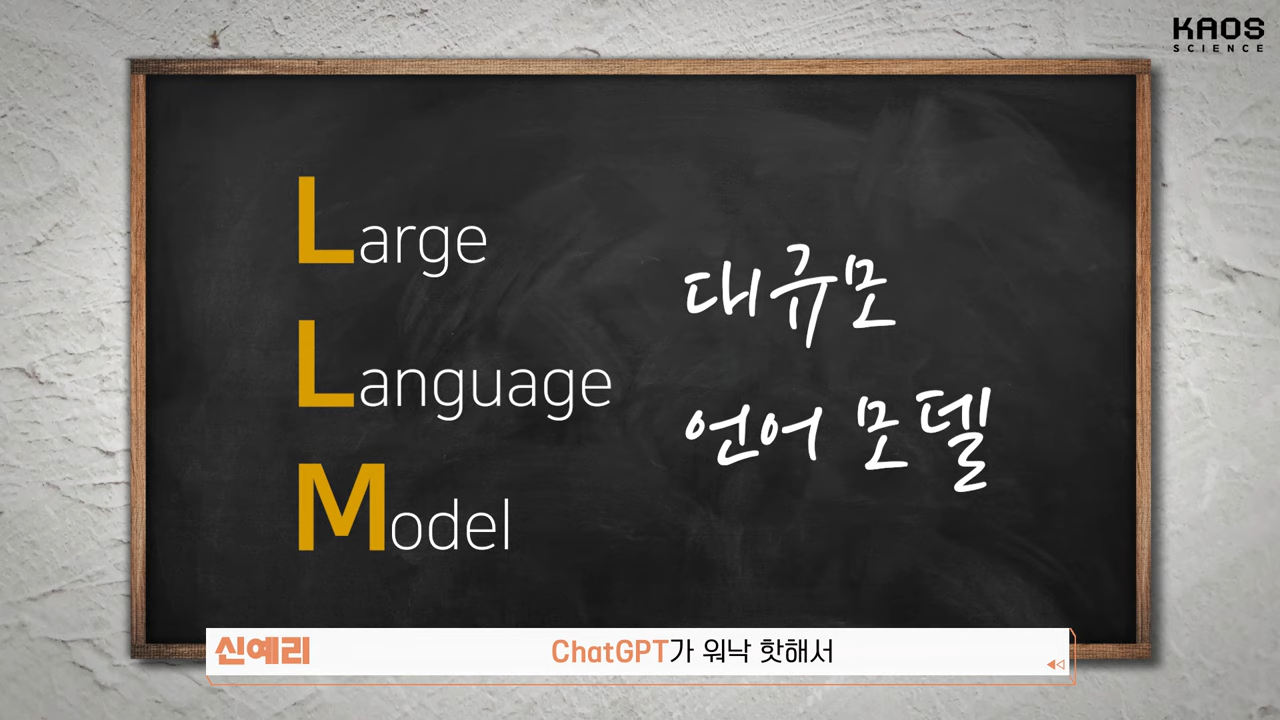 KAOS
SCIENCE
Large
Language
Model
대규모
언어 모델
신예리
ChatGPT가 워낙 핫해서